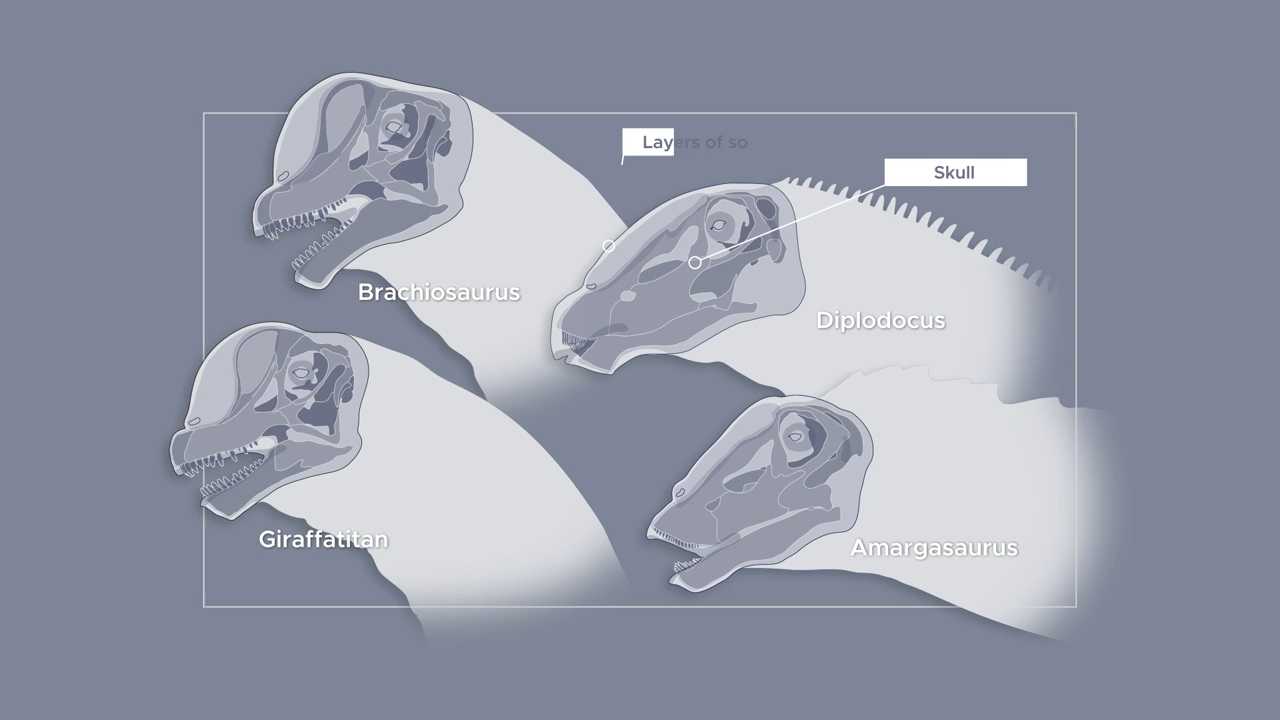 Layers of so
Skull
Brachiosaurus
Diplodocus
Giraffatitan
Amargasaurus